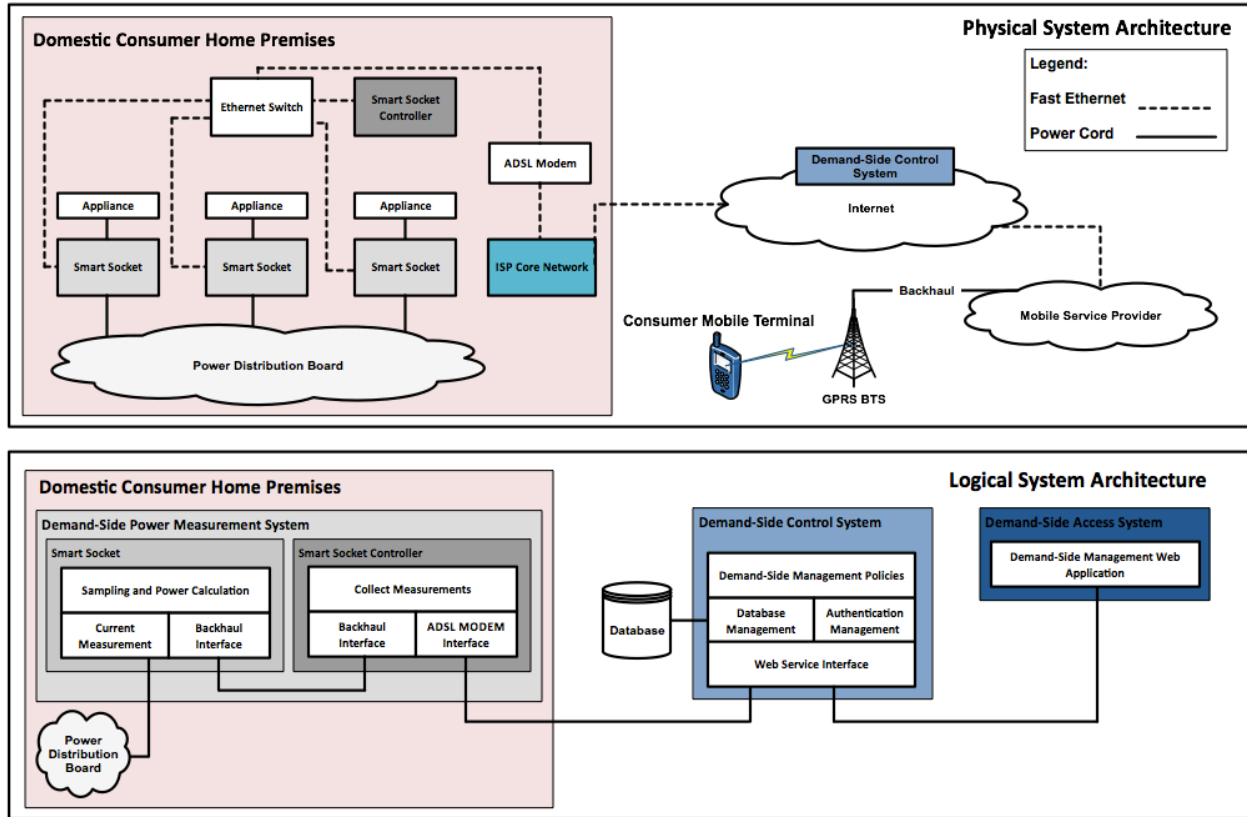 Domestic Consumer Home Premises
Physical System Architecture
Legend:
Fast Ethernet
Power Cord
Ethernet Switch
Smart Socket
Controller
ADSL Modem
Demand-Side Control
System
Internet
Appliance
Appliance
Appliance
Smart Socket
Smart Socket
Smart Socket
ISP Core Network
Backhaul
Mobile Service Provider
Consumer Mobile Terminal
GPRS BTS
Power Distribution Board
Domestic Consumer Home Premises
Logical System Architecture
Demand-Side Power Measurement System
Smart Socket
Sampling and Power Calculation
Current
Measurement
Backhaul
Interface
Smart Socket Controller
Collect Measurements
Backhaul
Interface
ADSL MODEM
Interface
Power
Distribution
Board
Database
Demand-Side Control System
Demand-Side Management Policies
Database
Management
Authentication
Management
Web Service Interface
Demand-Side Access System
Demand-Side Management Web
Application